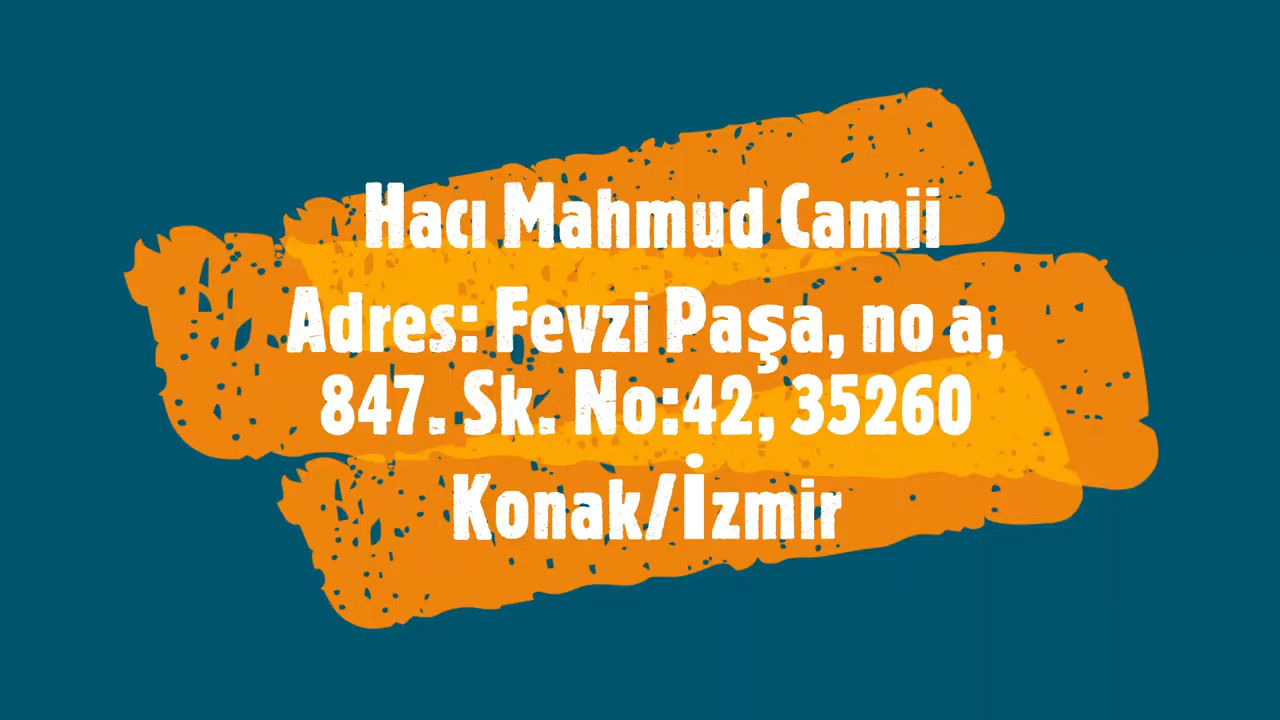 Hacı Mahmud Camii
Adres: Fevzi Paşa, no a,
847. Sk. No:42, 35260
Konak/İzmir